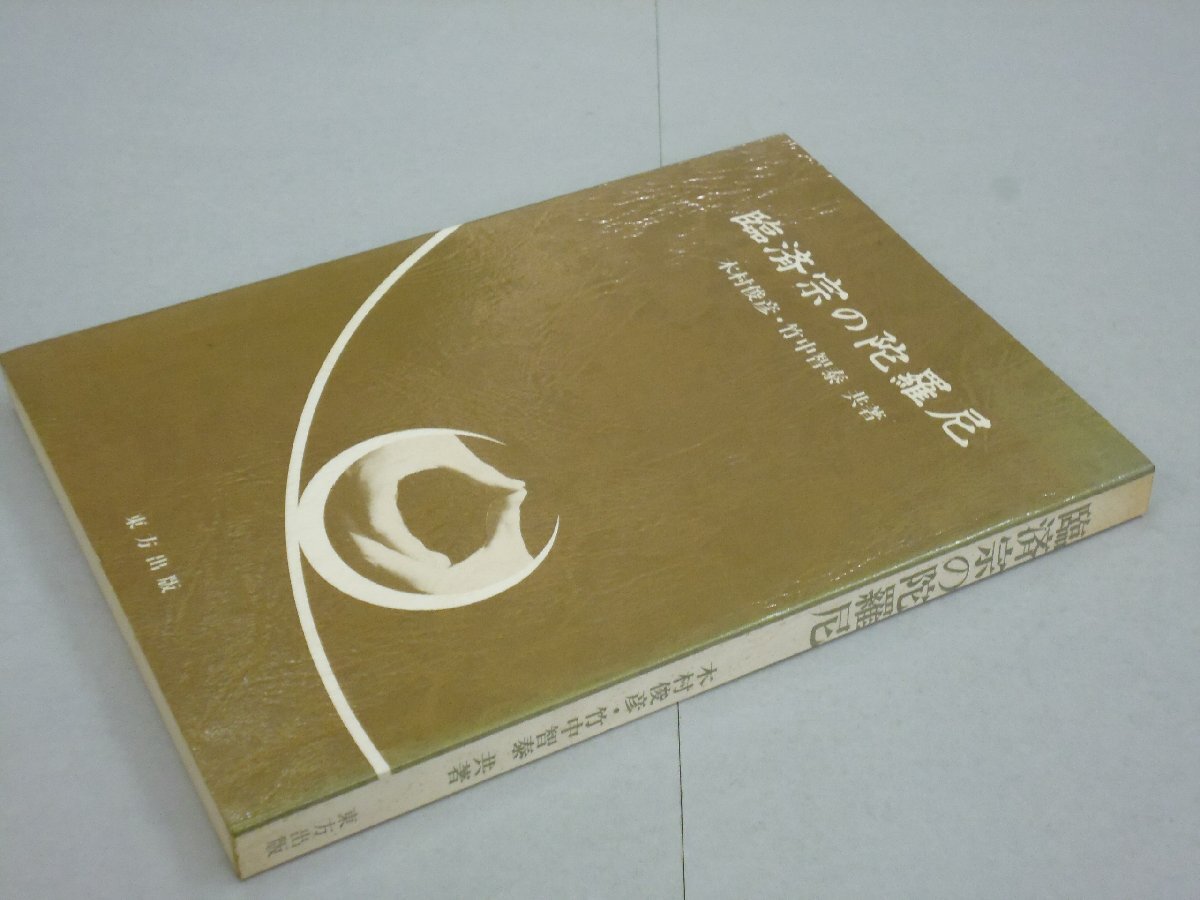 臨済宗の陀羅尼
木村俊彦・竹中智泰 共著
東方出版
臨済宗の陀羅尼
木村俊彦・竹中智泰 共著
東方出版